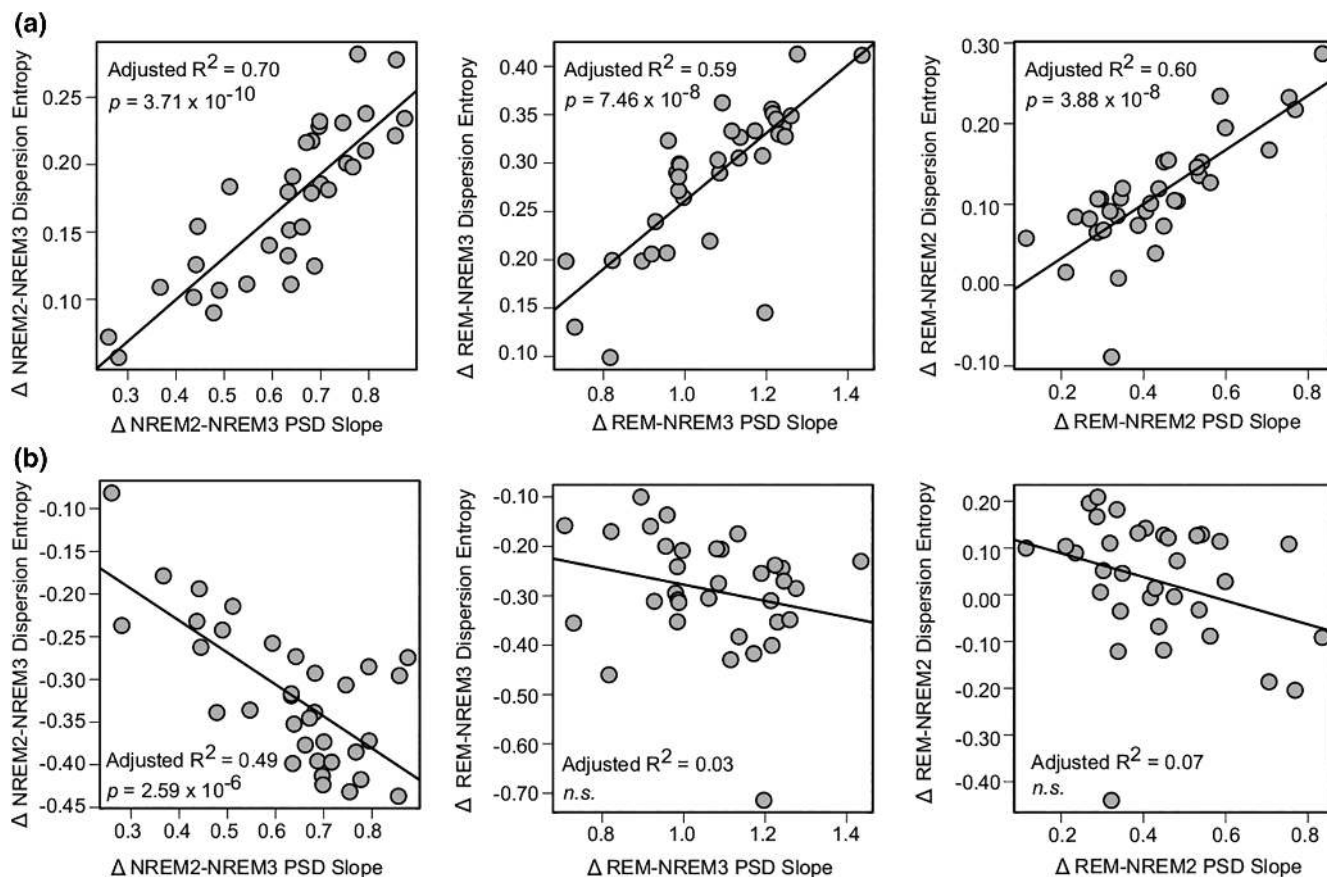 (a)
Δ NREM2-NREM3 Dispersion Entropy
Adjusted R² = 0.70
p = 3.71 x 10⁻¹⁰
0.25
0.20
0.15
0.10
0.3 0.4 0.5 0.6 0.7 0.8
Δ NREM2-NREM3 PSD Slope
Δ REM-NREM3 Dispersion Entropy
Adjusted R² = 0.59
p = 7.46 x 10⁻⁸
0.40
0.35
0.30
0.25
0.20
0.15
0.10
0.8 1.0 1.2 1.4
Δ REM-NREM3 PSD Slope
Δ REM-NREM2 Dispersion Entropy
Adjusted R² = 0.60
p = 3.88 x 10⁻⁸
0.30
0.20
0.10
0.00
-0.10
0.2 0.4 0.6 0.8
Δ REM-NREM2 PSD Slope
(b)
Δ NREM2-NREM3 Dispersion Entropy
-0.10
-0.15
-0.20
-0.25
-0.30
-0.35
-0.40
-0.45
Adjusted R² = 0.49
p = 2.59 x 10⁻⁶
0.3 0.4 0.5 0.6 0.7 0.8
Δ NREM2-NREM3 PSD Slope
Δ REM-NREM3 Dispersion Entropy
-0.10
-0.20
-0.30
-0.40
-0.50
-0.60
-0.70
Adjusted R² = 0.03
n.s.
0.8 1.0 1.2 1.4
Δ REM-NREM3 PSD Slope
Δ REM-NREM2 Dispersion Entropy
0.20
0.10
0.00
-0.10
-0.20
-0.40
Adjusted R² = 0.07
n.s.
0.2 0.4 0.6 0.8
Δ REM-NREM2 PSD Slope